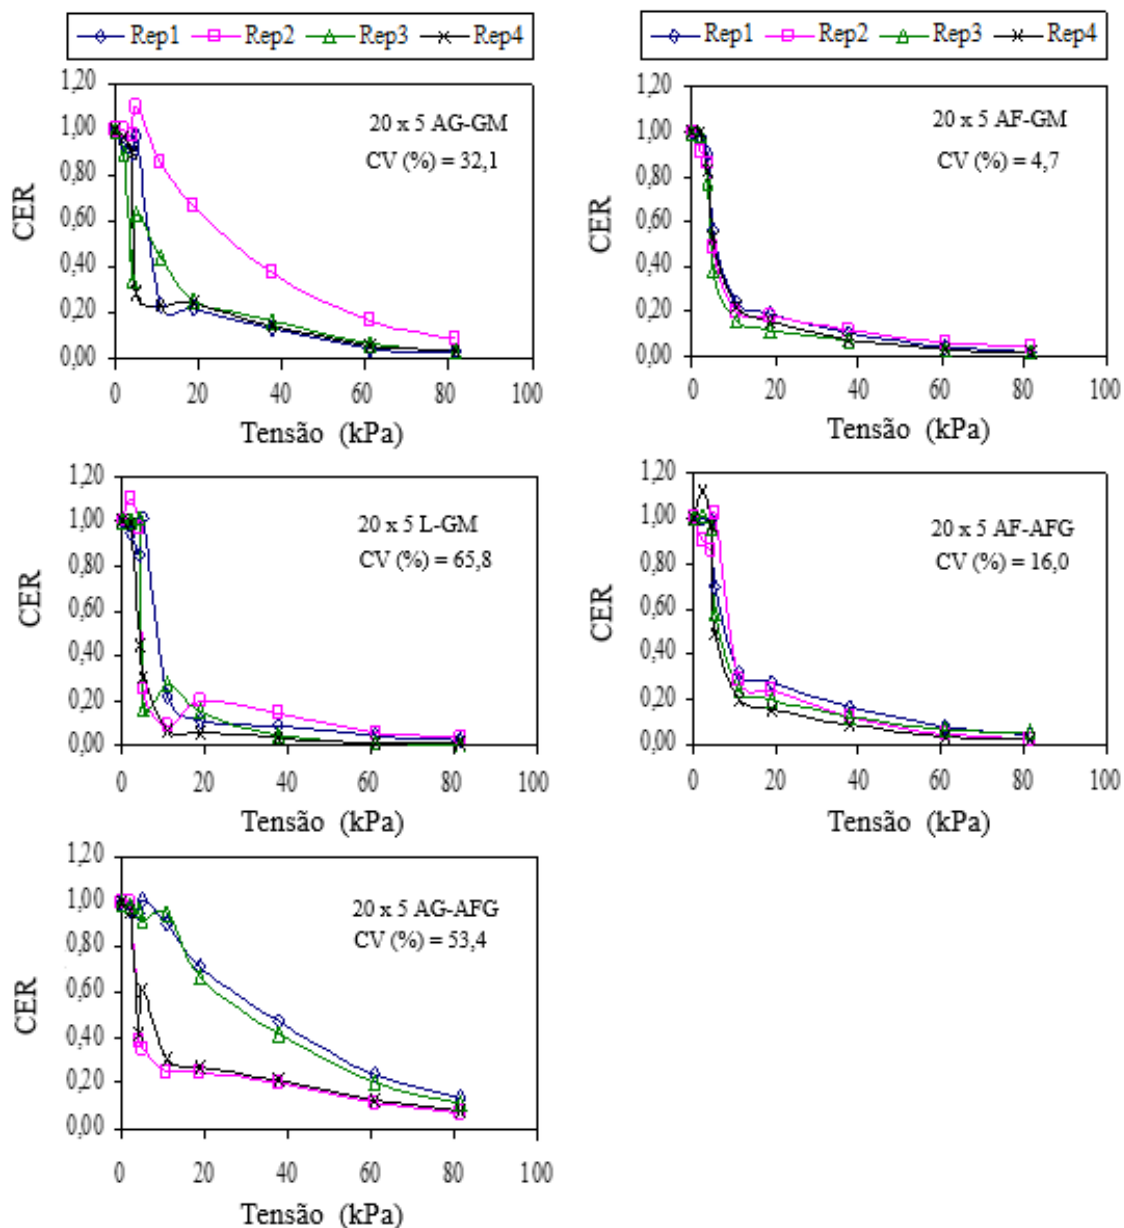 Rep1 Rep2 Rep3 Rep4
1,20
1,00
0,80
0,60
0,40
0,20
0,00
CER
20 x 5 AG-GM
CV (%) = 32,1
0 20 40 60 80 100
Tensão (kPa)
Rep1 Rep2 Rep3 Rep4
1,20
1,00
0,80
0,60
0,40
0,20
0,00
CER
20 x 5 AF-GM
CV (%) = 4,7
0 20 40 60 80 100
Tensão (kPa)
1,20
1,00
0,80
0,60
0,40
0,20
0,00
CER
20 x 5 L-GM
CV (%) = 65,8
0 20 40 60 80 100
Tensão (kPa)
1,20
1,00
0,80
0,60
0,40
0,20
0,00
CER
20 x 5 AF-AFG
CV (%) = 16,0
0 20 40 60 80 100
Tensão (kPa)
1,20
1,00
0,80
0,60
0,40
0,20
0,00
CER
20 x 5 AG-AFG
CV (%) = 53,4
0 20 40 60 80 100
Tensão (kPa)